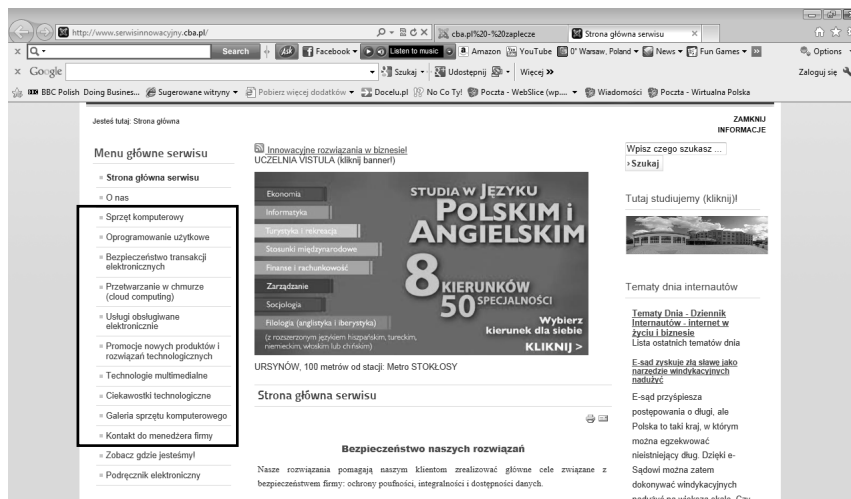 http://www.serwisinnowacyjny.cba.pl/
cba.pl%20-%20zaplecze
Strona główna serwisu
Search
Ask
Facebook
Listen to music
Amazon
YouTube
0° Warsaw, Poland
News
Fun Games
Options
Google
Szukaj
Udostępnij
Więcej »
Zaloguj się
BBC Polish Doing Busines...
Sugerowane witryny
Pobierz więcej dodatków
Docelu.pl
No Co Ty!
Poczta - WebSlice (wp....
Wiadomości
Poczta - Wirtualna Polska
Jesteś tutaj: Strona główna
ZAMKNIJ
INFORMACJE
Menu główne serwisu
Strona główna serwisu
O nas
Sprzęt komputerowy
Oprogramowanie użytkowe
Bezpieczeństwo transakcji
elektronicznych
Przetwarzanie w chmurze
(cloud computing)
Usługi obsługiwane
elektronicznie
Promocje nowych produktów i
rozwiązań technologicznych
Technologie multimedialne
Ciekawostki technologiczne
Galeria sprzętu komputerowego
Kontakt do menedżera firmy
Zobacz gdzie jesteśmy!
Podręcznik elektroniczny
Innowacyjne rozwiązania w biznesie!
UCZELNIA VISTULA (kliknij banner!)
Ekonomia
Informatyka
Turystyka i rekreacja
Stosunki międzynarodowe
Finanse i rachunkowość
Zarządzanie
Socjologia
Filologia (anglistyka i iberystyka)
(z rozszerzonym językiem hiszpańskim, tureckim,
niemieckim, włoskim lub chińskim)
STUDIA W JĘZYKU
POLSKIM I
ANGIELSKIM
8 KIERUNKÓW
50 SPECJALNOŚCI
Wybierz
kierunek dla siebie
KLIKNIJ >
URSYNÓW, 100 metrów od stacji: Metro STOKŁOSY
Strona główna serwisu
Bezpieczeństwo naszych rozwiązań
Nasze rozwiązania pomagają naszym klientom zrealizować główne cele związane z
bezpieczeństwem firmy: ochrony poufności, integralności i dostępności danych.
Wpisz czego szukasz ...
› Szukaj
Tutaj studiujemy (kliknij)!
Tematy dnia internautów
Tematy Dnia - Dziennik
Internautów - internet w
życiu i biznesie
Lista ostatnich tematów dnia
E-sąd zyskuje złą sławę jako
narzędzie windykacyjnych
nadużyć
E-sąd przyśpiesza
postępowania o długi, ale
Polska to taki kraj, w którym
można egzekwować
nieistniejący dług. Dzięki e-
Sądowi można zatem
dokonywać windykacyjnych
nadużyć na większą skalę. Czy